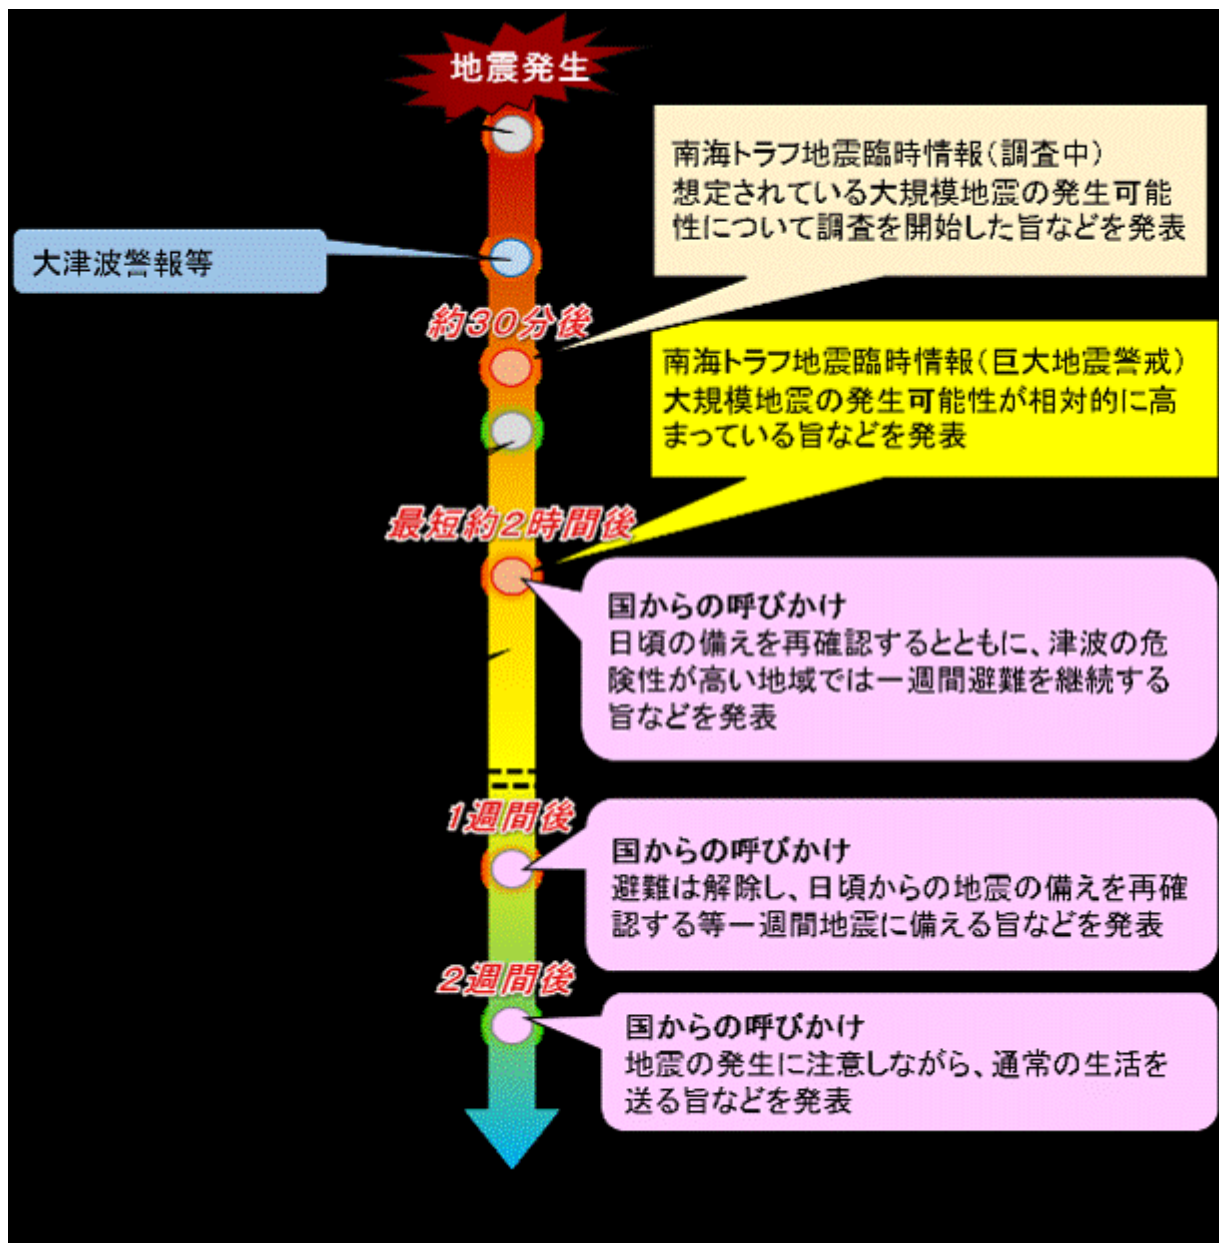 地震発生
南海トラフ地震臨時情報(調査中)
想定されている大規模地震の発生可能
性について調査を開始した旨などを発表
大津波警報等
約30分後
南海トラフ地震臨時情報(巨大地震警戒)
大規模地震の発生可能性が相対的に高
まっている旨などを発表
最短約2時間後
国からの呼びかけ
日頃の備えを再確認するとともに、津波の危
険性が高い地域では一週間避難を継続する
旨などを発表
1週間後
国からの呼びかけ
避難は解除し、日頃からの地震の備えを再確
認する等一週間地震に備える旨などを発表
2週間後
国からの呼びかけ
地震の発生に注意しながら、通常の生活を
送る旨などを発表